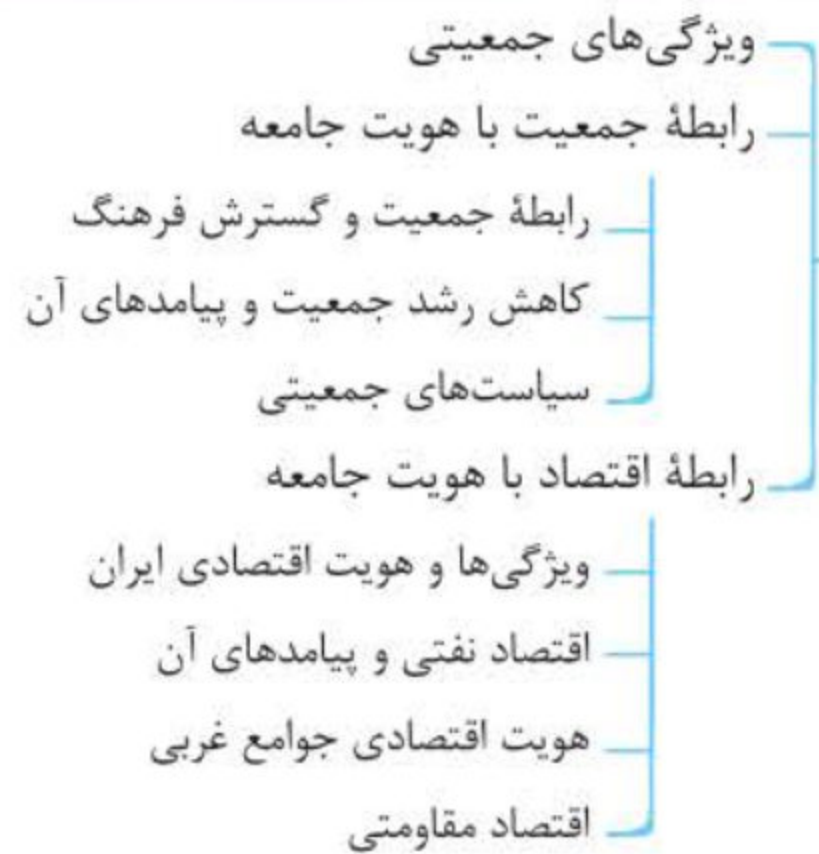 ویژگی‌های جمعیتی
رابطهٔ جمعیت با هویت جامعه
رابطهٔ جمعیت و گسترش فرهنگ
کاهش رشد جمعیت و پیامدهای آن
سیاست‌های جمعیتی
رابطهٔ اقتصاد با هویت جامعه
ویژگی‌ها و هویت اقتصادی ایران
اقتصاد نفتی و پیامدهای آن
هویت اقتصادی جوامع غربی
اقتصاد مقاومتی